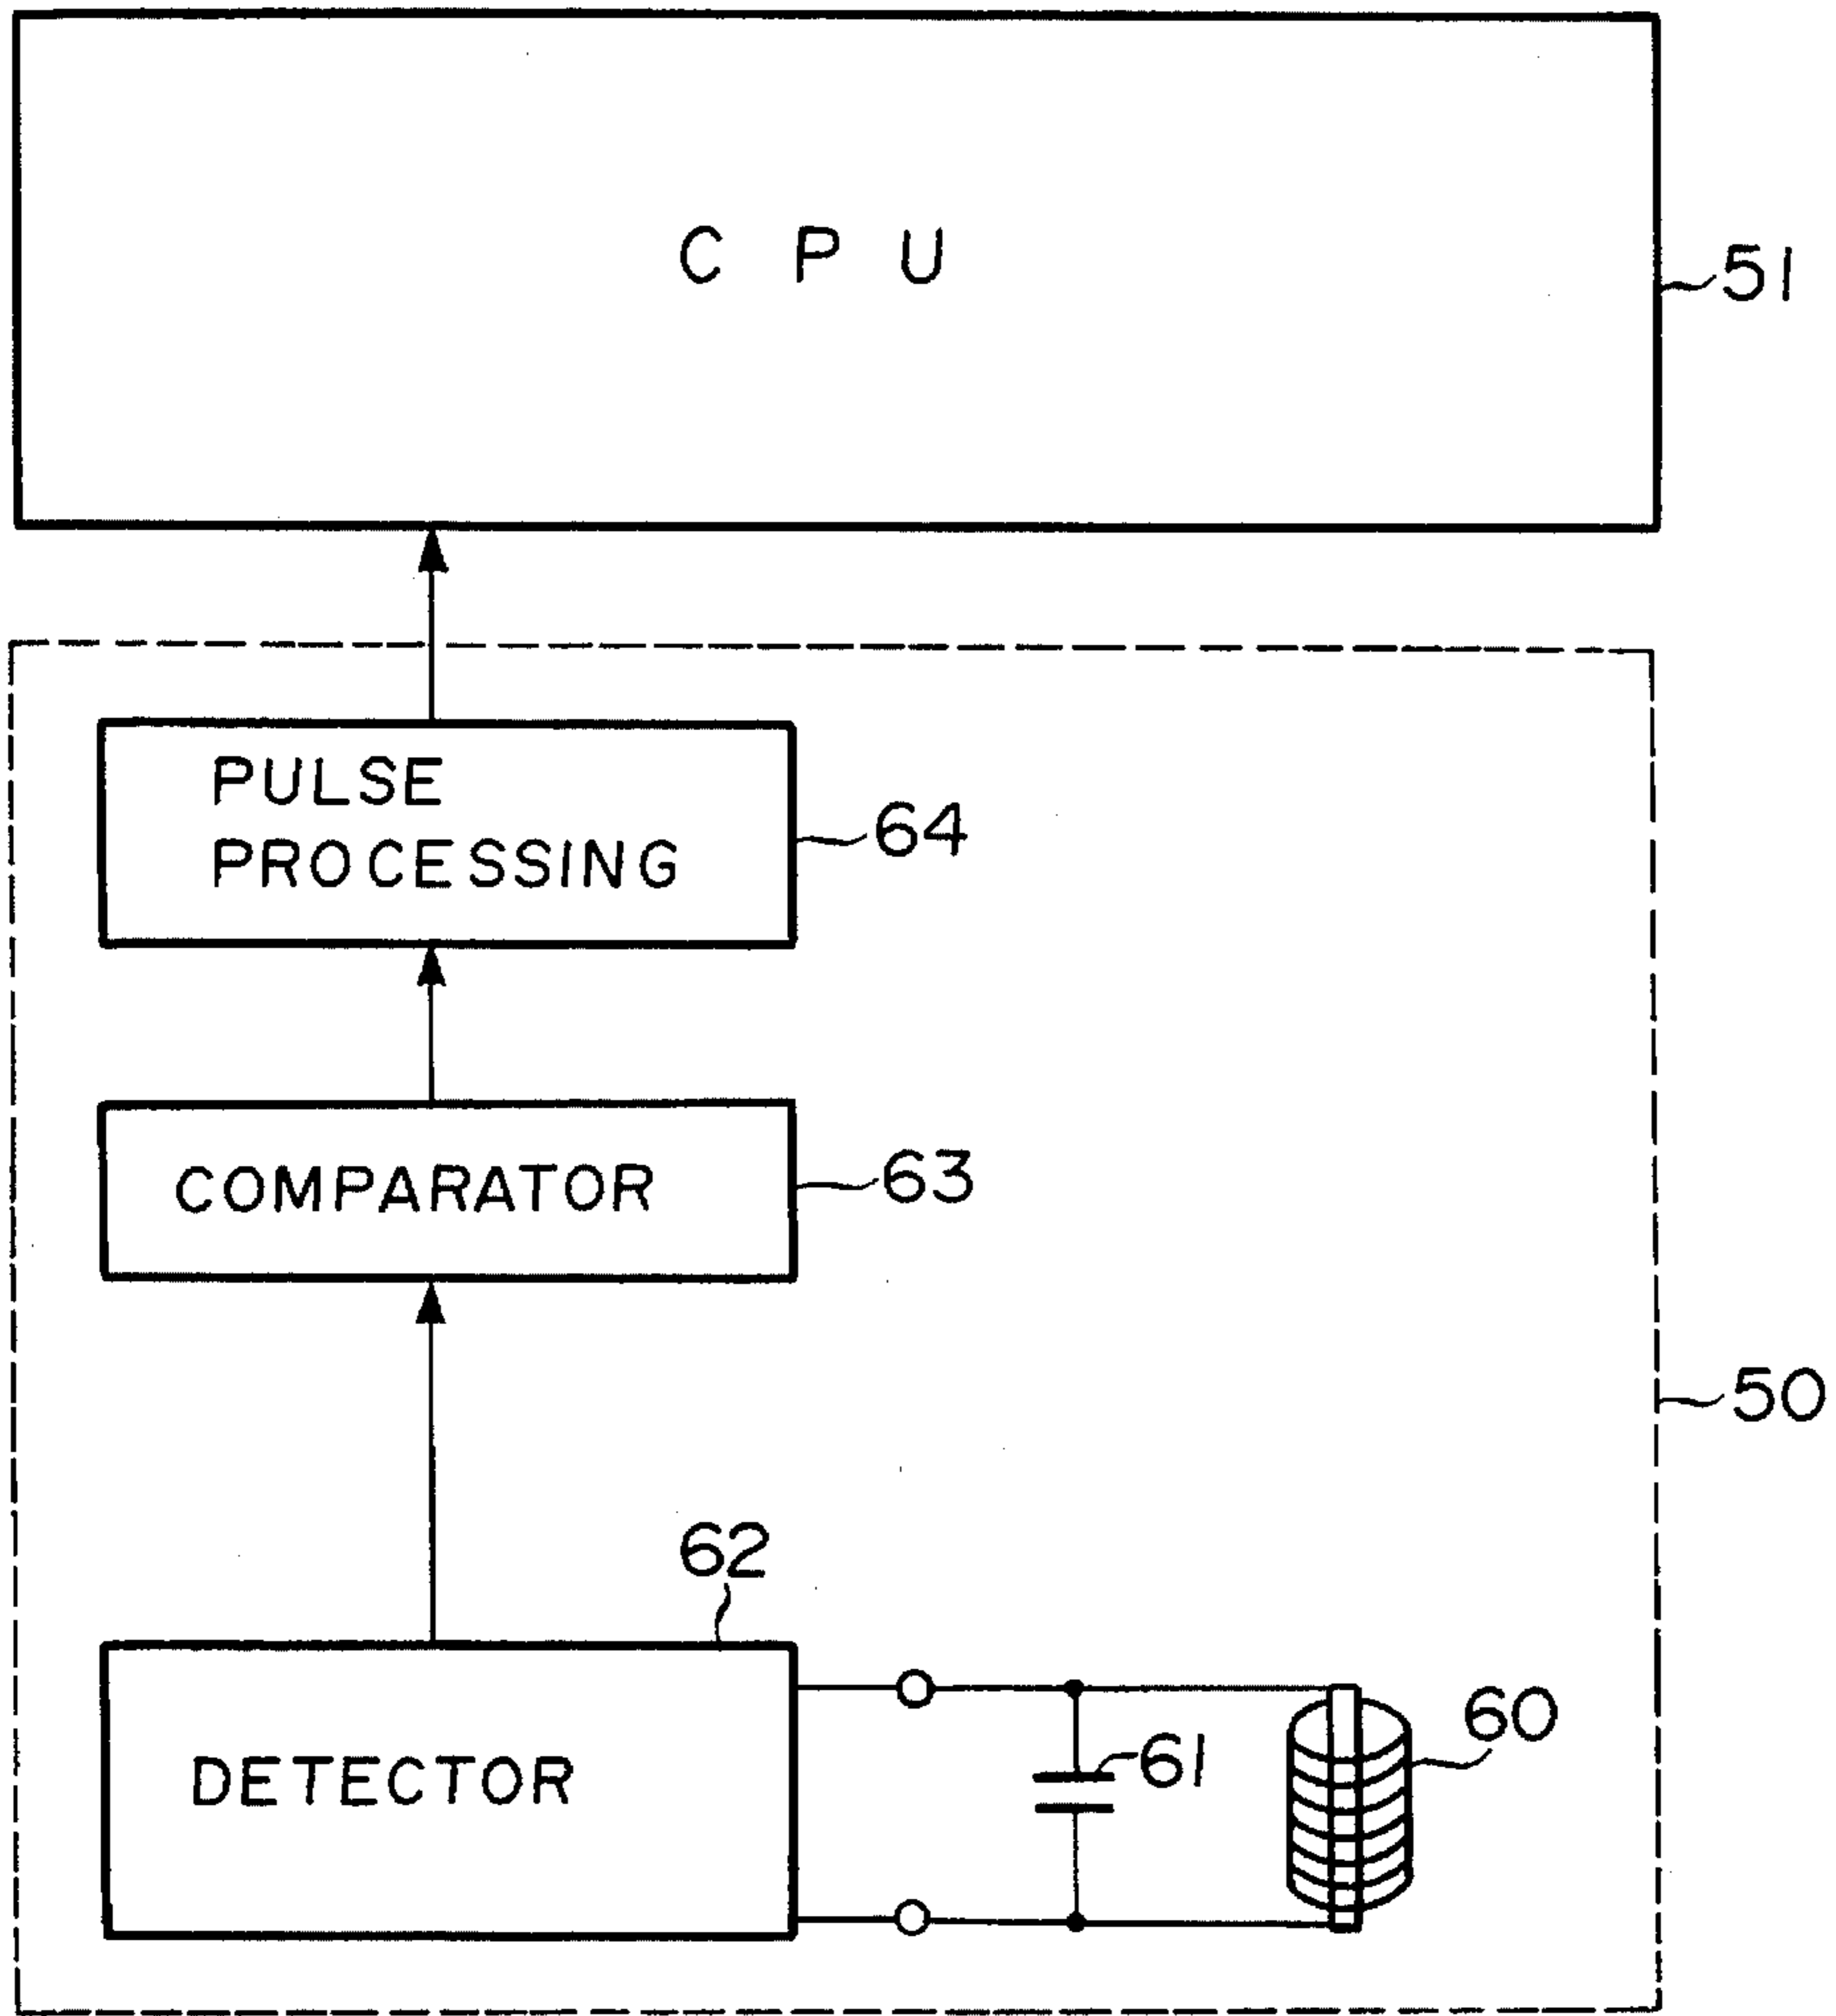 C P U
51
PULSE
PROCESSING
64
COMPARATOR
63
50
62
DETECTOR
61
60